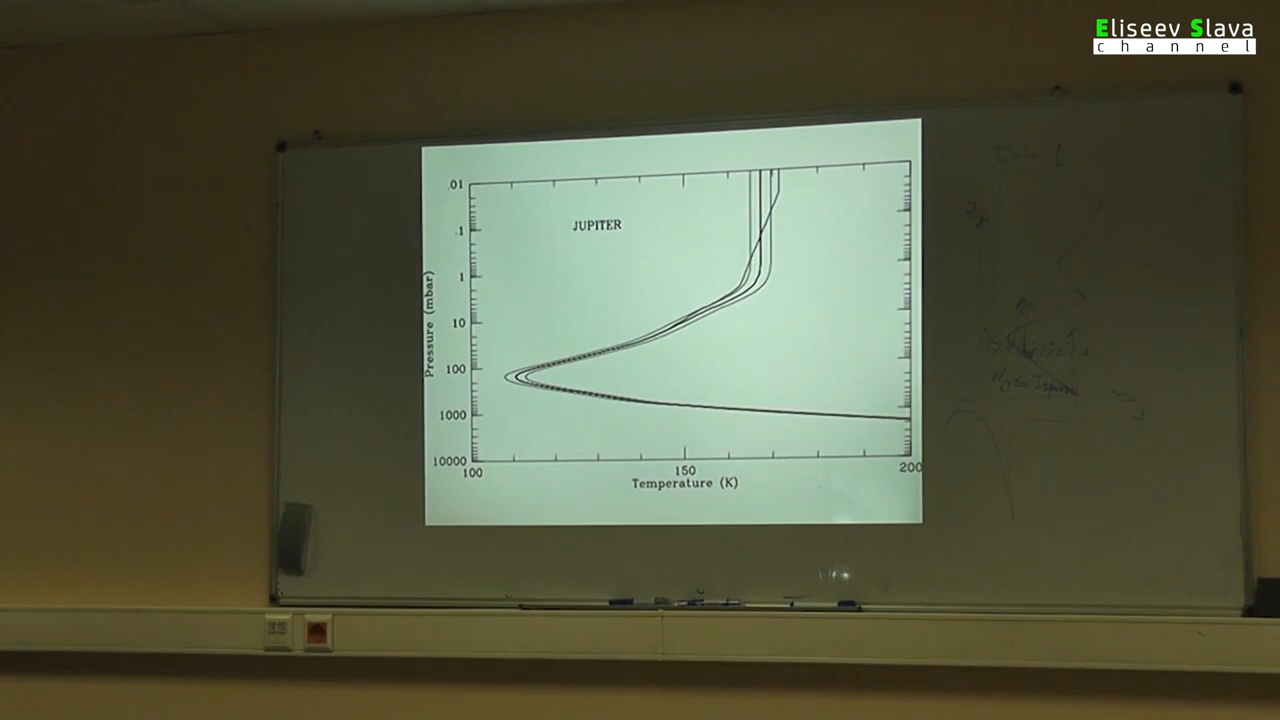 Eliseev Slava
channel
JUPITER
.01
.1
1
10
100
1000
10000
Pressure (mbar)
100
150
200
Temperature (K)